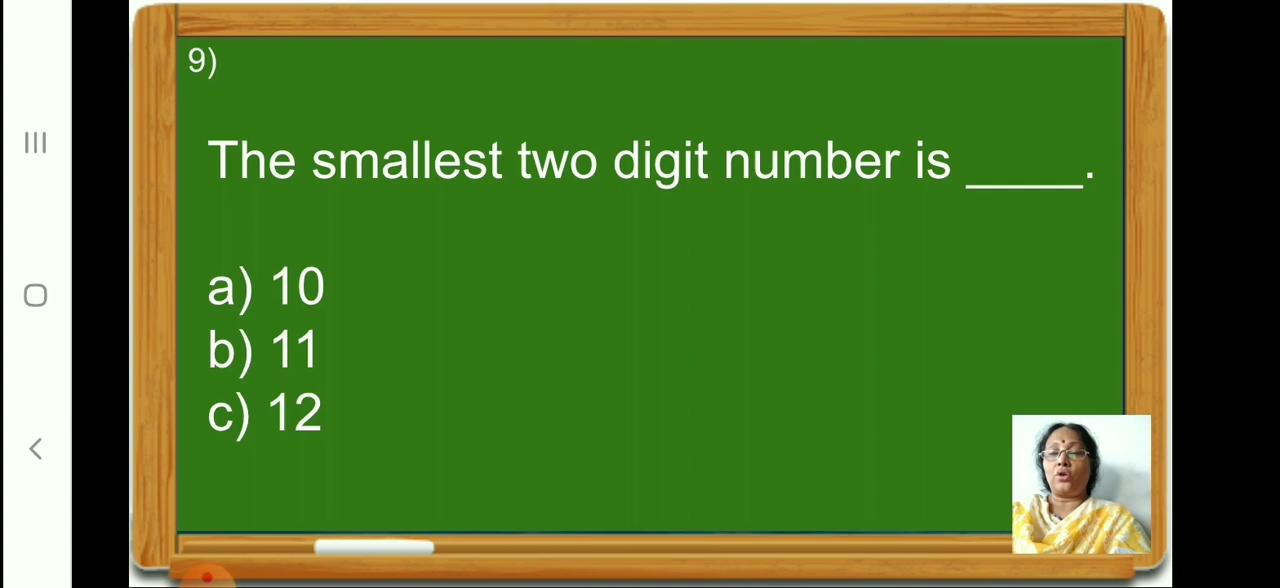 9)
The smallest two digit number is _____.
a) 10
b) 11
c) 12